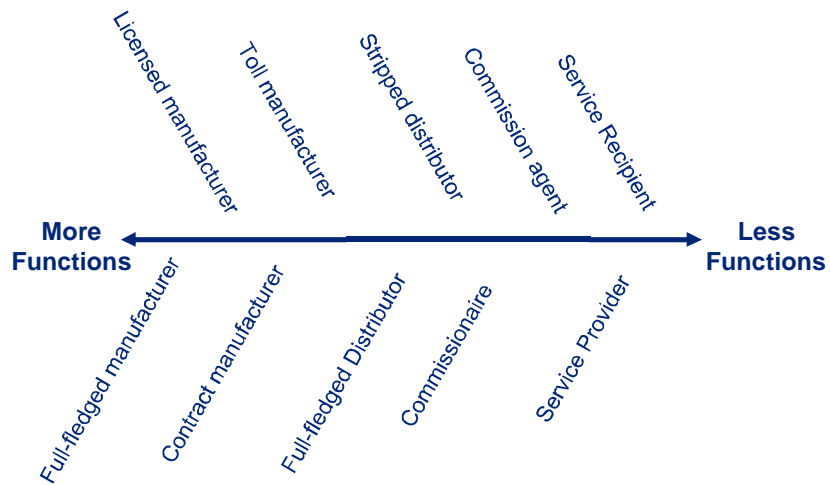 Licensed manufacturer
Toll manufacturer
Stripped distributor
Commission agent
Service Recipient
More
Functions
Less
Functions
Full-fledged manufacturer
Contract manufacturer
Full-fledged Distributor
Commissionaire
Service Provider